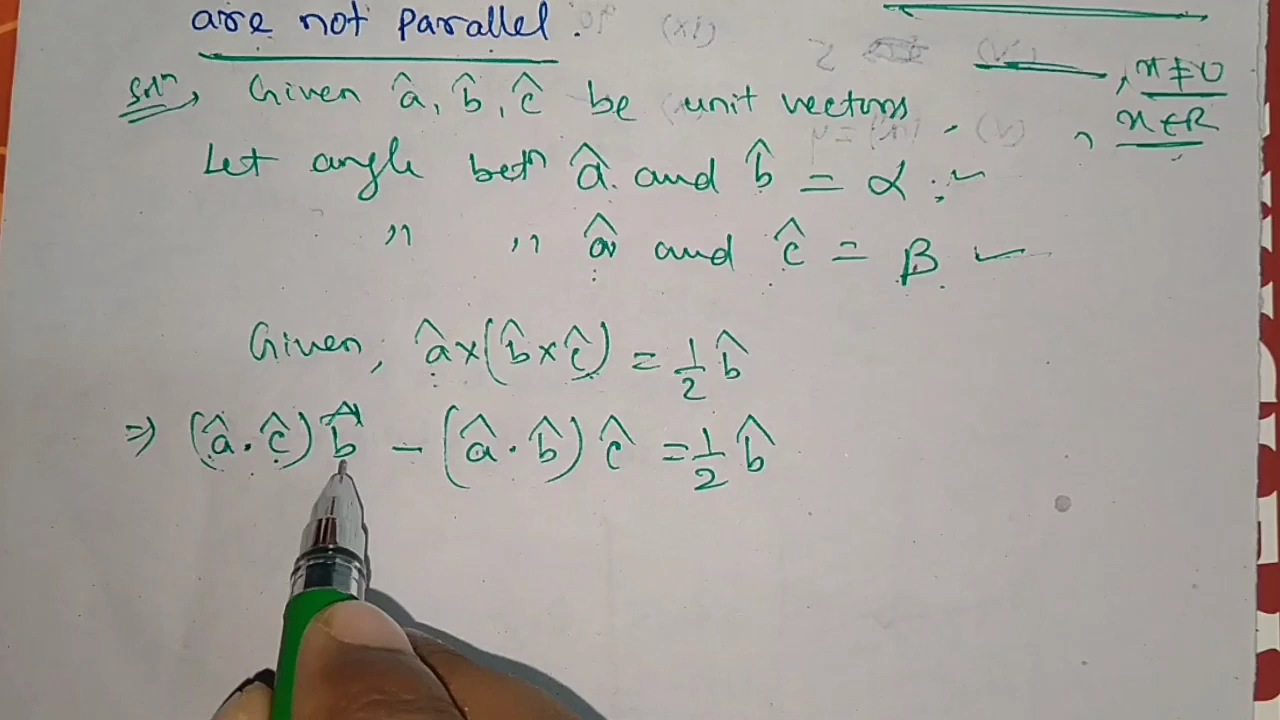 are not parallel.
Solⁿ, Given â, b̂, ĉ be unit vectors , x≠0
, x∈R
Let angle betⁿ â and b̂ = α
" " â and ĉ = β
Given, â×(b̂×ĉ) = 1/2 b̂
⇒ (â·ĉ) b̂ − (â·b̂) ĉ = 1/2 b̂